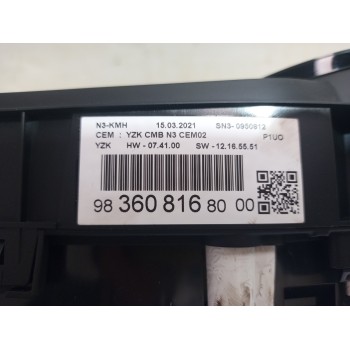 N3-KMH 15.03.2021 SN3-0950612
CEM : YZK CMB N3 CEM02 P1UO
YZK HW - 07.41.00 SW - 12.16.55.51
98 360 816 80 00